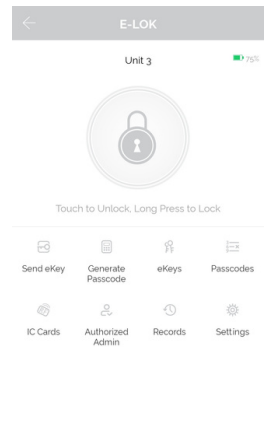 E-LOK
Unit 3
75%
Touch to Unlock, Long Press to Lock
Send eKey
Generate
Passcode
eKeys
Passcodes
IC Cards
Authorized
Admin
Records
Settings